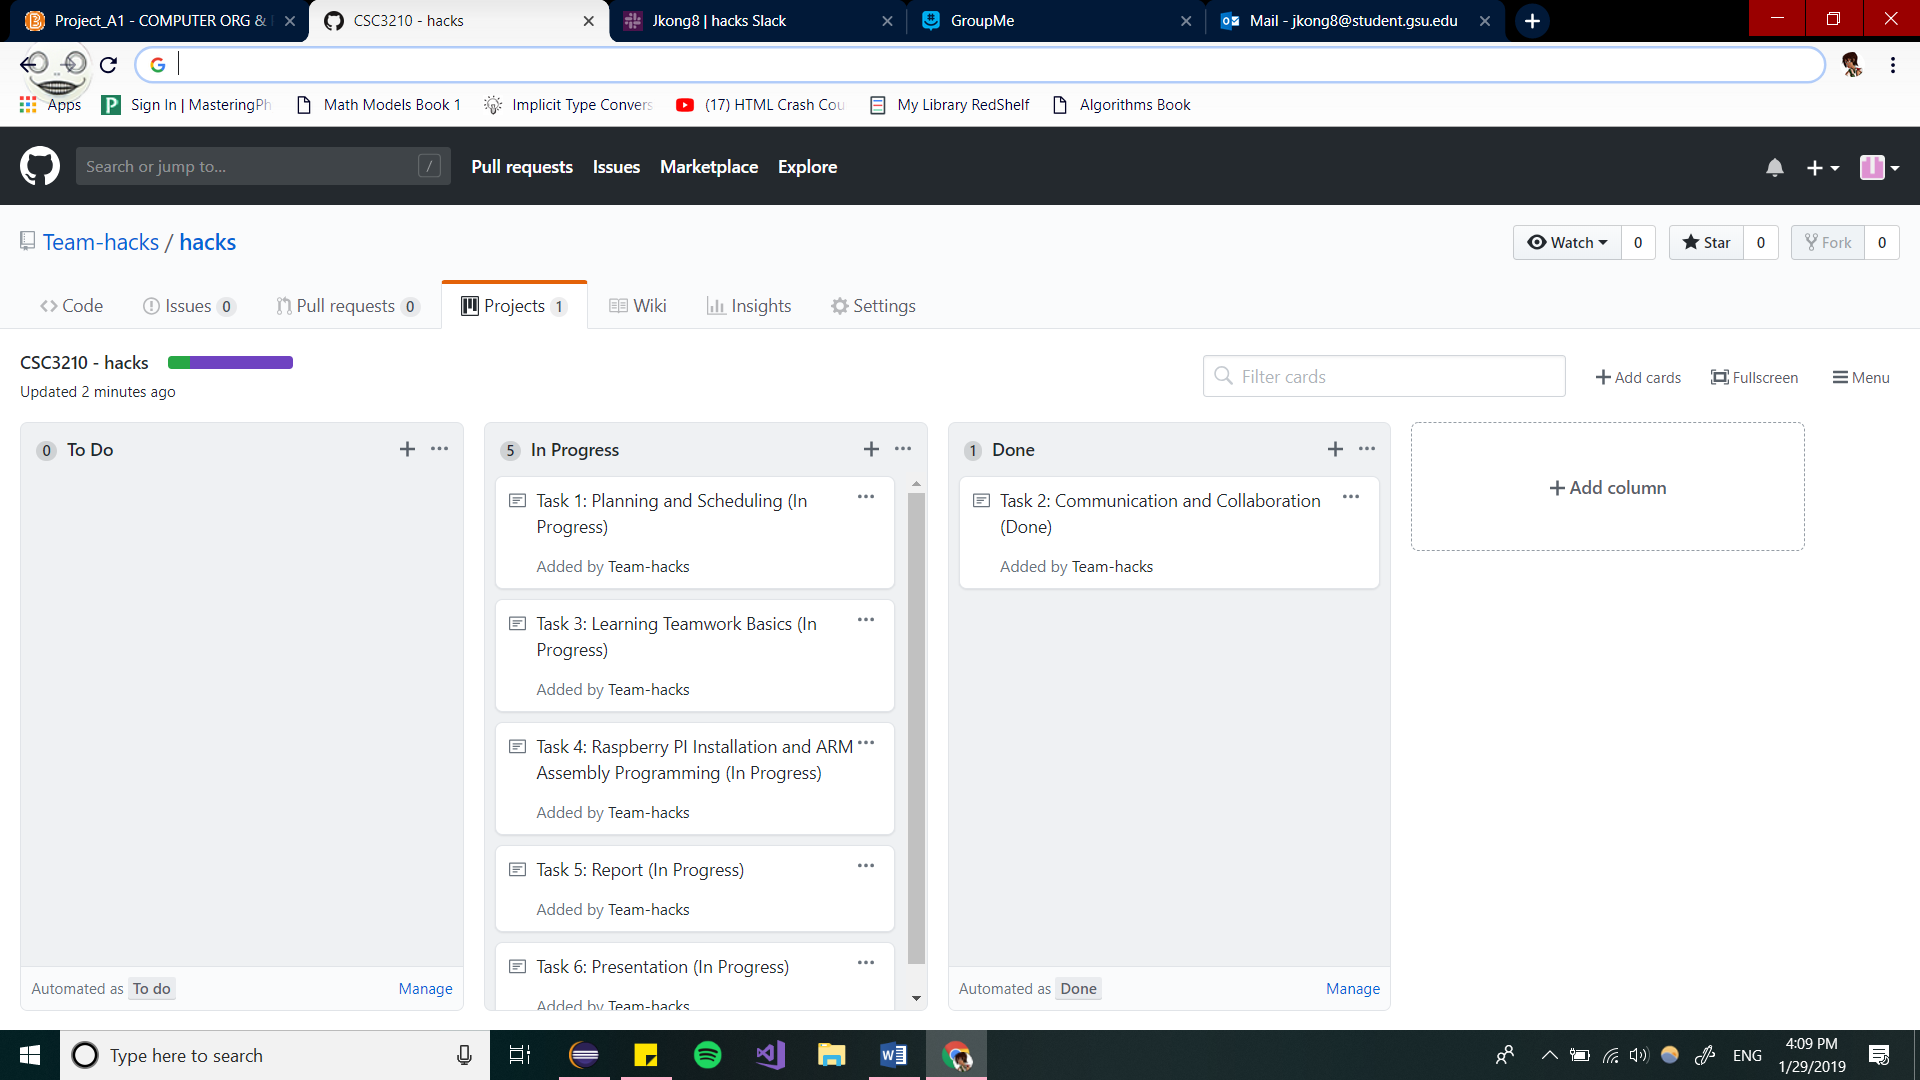 Project_A1 - COMPUTER ORG &
CSC3210 - hacks
Jkong8 | hacks Slack
GroupMe
Mail - jkong8@student.gsu.edu
Apps
Sign In | MasteringPh
Math Models Book 1
Implicit Type Convers
(17) HTML Crash Cou
My Library RedShelf
Algorithms Book
Search or jump to...
/
Pull requests
Issues
Marketplace
Explore
Team-hacks / hacks
Watch 0
Star 0
Fork 0
Code
Issues 0
Pull requests 0
Projects 1
Wiki
Insights
Settings
CSC3210 - hacks
Updated 2 minutes ago
Filter cards
Add cards
Fullscreen
Menu
0 To Do
Automated as To do
Manage
5 In Progress
Task 1: Planning and Scheduling (In
Progress)
Added by Team-hacks
Task 3: Learning Teamwork Basics (In
Progress)
Added by Team-hacks
Task 4: Raspberry PI Installation and ARM
Assembly Programming (In Progress)
Added by Team-hacks
Task 5: Report (In Progress)
Added by Team-hacks
Task 6: Presentation (In Progress)
Added by Team-hacks
1 Done
Task 2: Communication and Collaboration
(Done)
Added by Team-hacks
Automated as Done
Manage
Add column
Type here to search
ENG
4:09 PM
1/29/2019